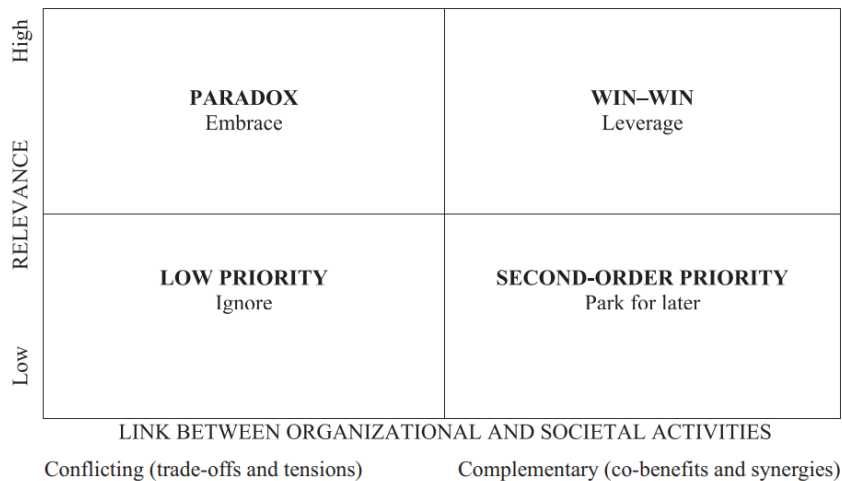 High
RELEVANCE
Low
PARADOX
Embrace
WIN–WIN
Leverage
LOW PRIORITY
Ignore
SECOND-ORDER PRIORITY
Park for later
LINK BETWEEN ORGANIZATIONAL AND SOCIETAL ACTIVITIES
Conflicting (trade-offs and tensions)
Complementary (co-benefits and synergies)